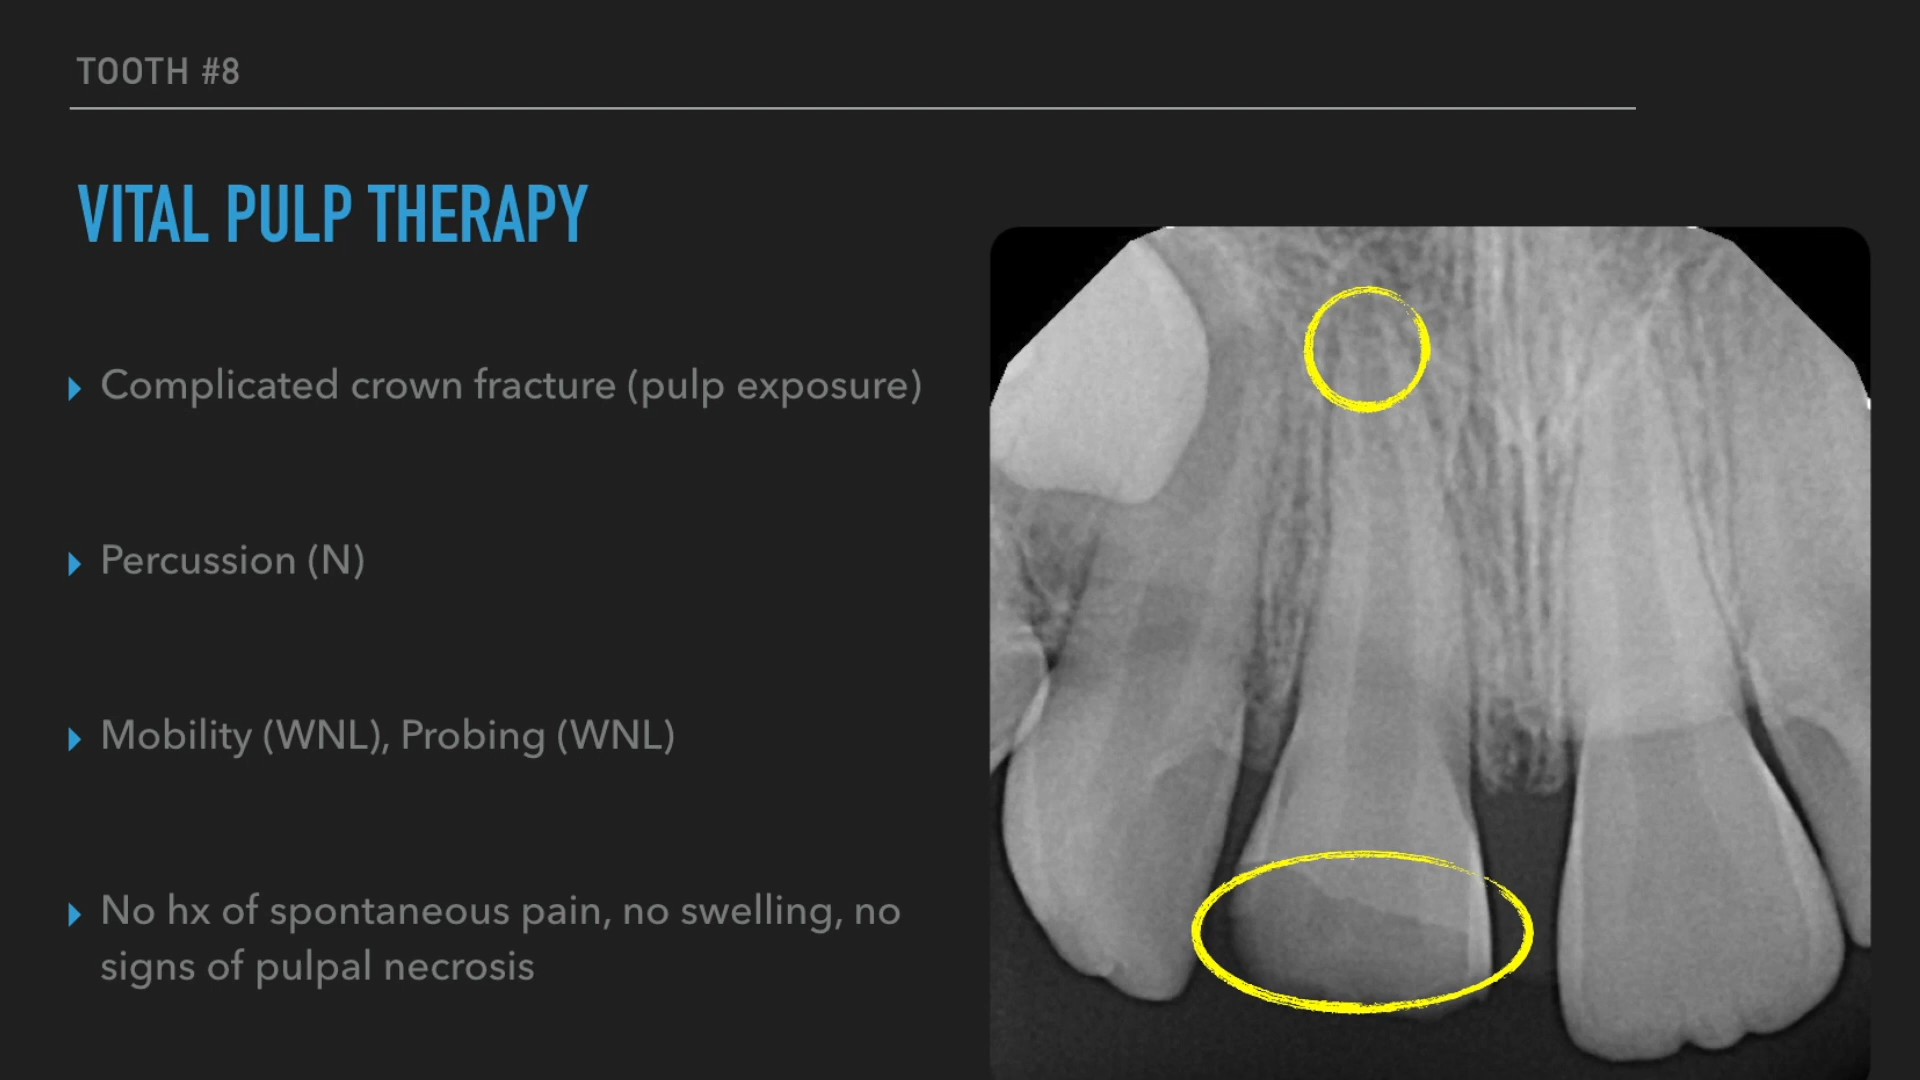 TOOTH #8
VITAL PULP THERAPY
Complicated crown fracture (pulp exposure)
Percussion (N)
Mobility (WNL), Probing (WNL)
No hx of spontaneous pain, no swelling, no
signs of pulpal necrosis